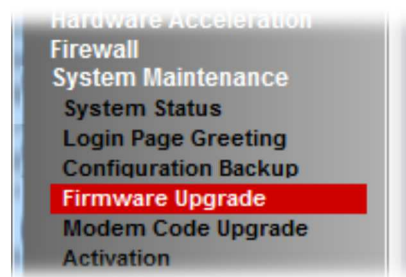 Hardware Acceleration
Firewall
System Maintenance
System Status
Login Page Greeting
Configuration Backup
Firmware Upgrade
Modem Code Upgrade
Activation